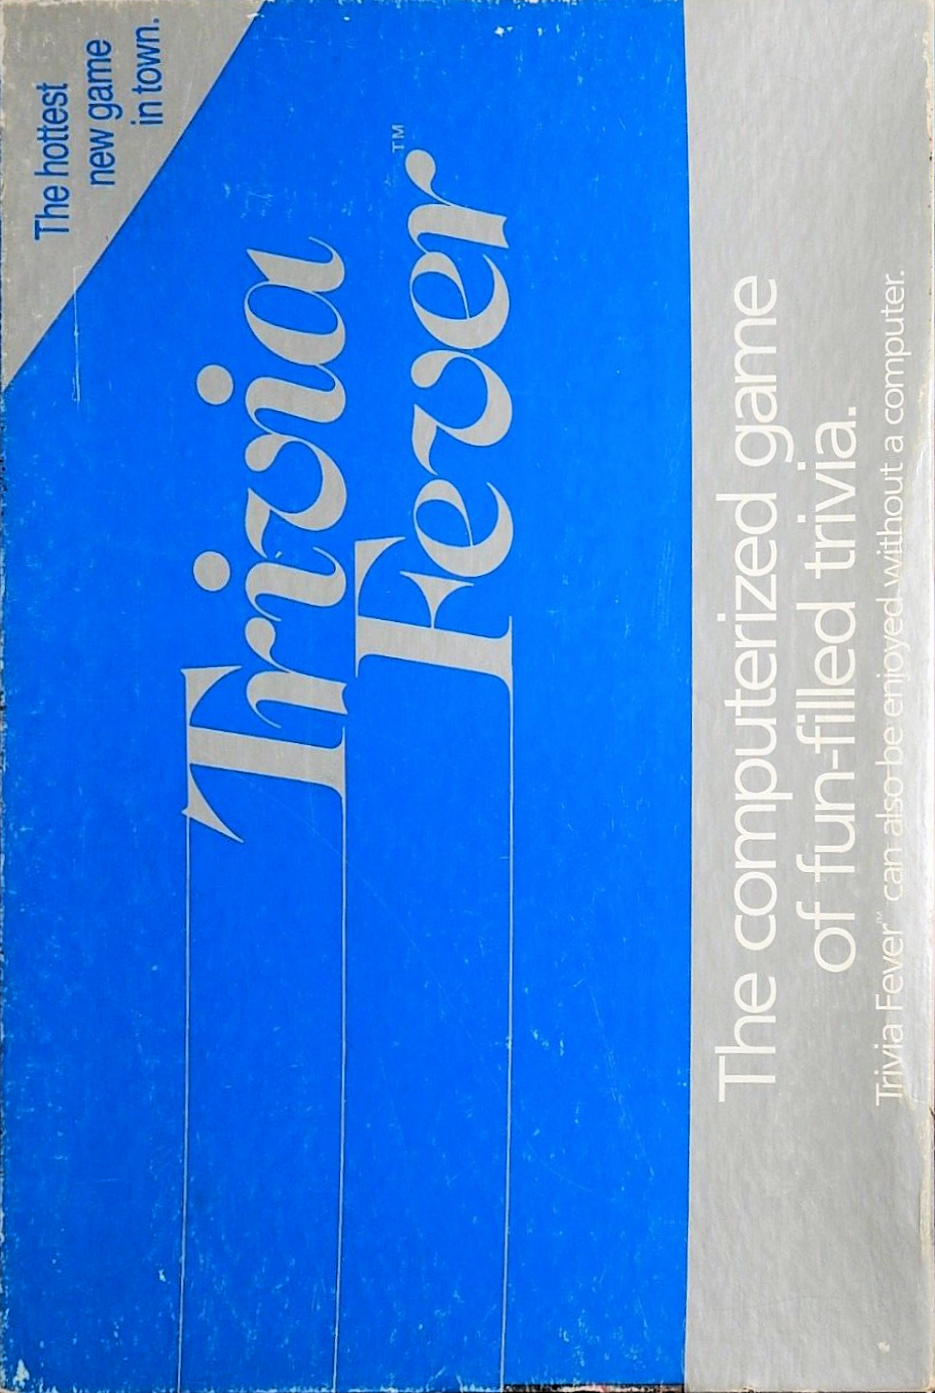 The hottest
new game
in town.
Trivia
Fever™
The computerized game
of fun-filled trivia.
Trivia Fever™ can also be enjoyed without a computer.